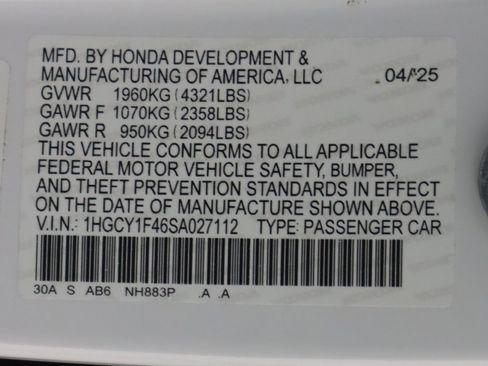 MFD. BY HONDA DEVELOPMENT &
MANUFACTURING OF AMERICA, LLC 04/25
GVWR 1960KG (4321LBS)
GAWR F 1070KG (2358LBS)
GAWR R 950KG (2094LBS)
THIS VEHICLE CONFORMS TO ALL APPLICABLE
FEDERAL MOTOR VEHICLE SAFETY, BUMPER,
AND THEFT PREVENTION STANDARDS IN EFFECT
ON THE DATE OF MANUFACTURE SHOWN ABOVE.
V.I.N.: 1HGCY1F46SA027112 TYPE: PASSENGER CAR
30A S AB6 NH883P .A .A